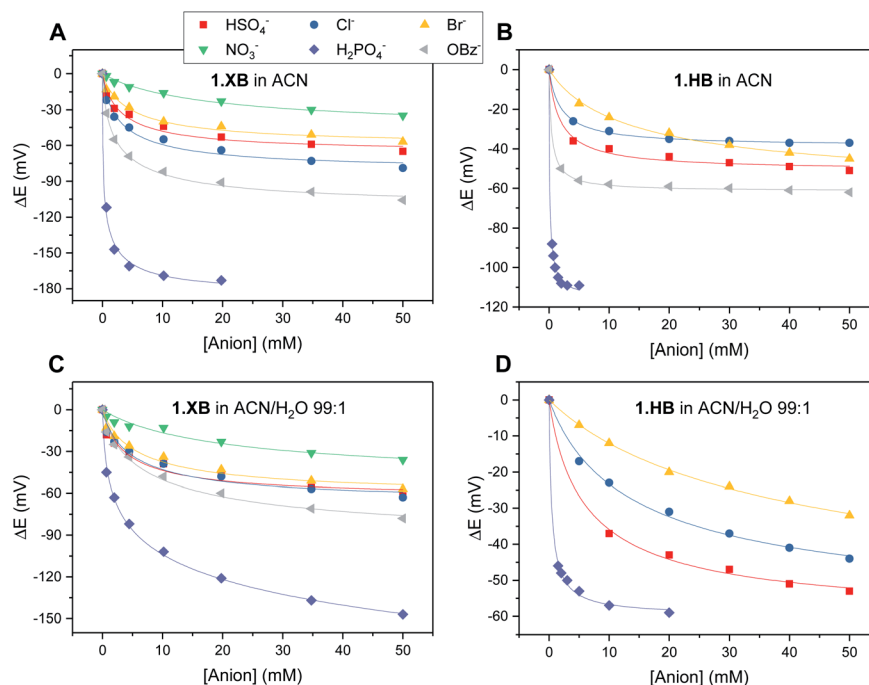 HSO₄⁻ Cl⁻ Br⁻
NO₃⁻ H₂PO₄⁻ OBz⁻
A
1.XB in ACN
0
-30
-60
-90
-120
-150
-180
ΔE (mV)
0 10 20 30 40 50
[Anion] (mM)
B
1.HB in ACN
0
-20
-40
-60
-80
-100
-120
ΔE (mV)
0 10 20 30 40 50
[Anion] (mM)
C
1.XB in ACN/H₂O 99:1
0
-30
-60
-90
-120
-150
ΔE (mV)
0 10 20 30 40 50
[Anion] (mM)
D
1.HB in ACN/H₂O 99:1
0
-10
-20
-30
-40
-50
-60
ΔE (mV)
0 10 20 30 40 50
[Anion] (mM)